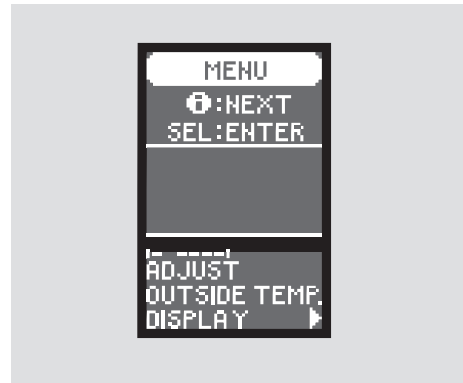 MENU
i:NEXT
SEL:ENTER
ADJUST
OUTSIDE TEMP.
DISPLAY